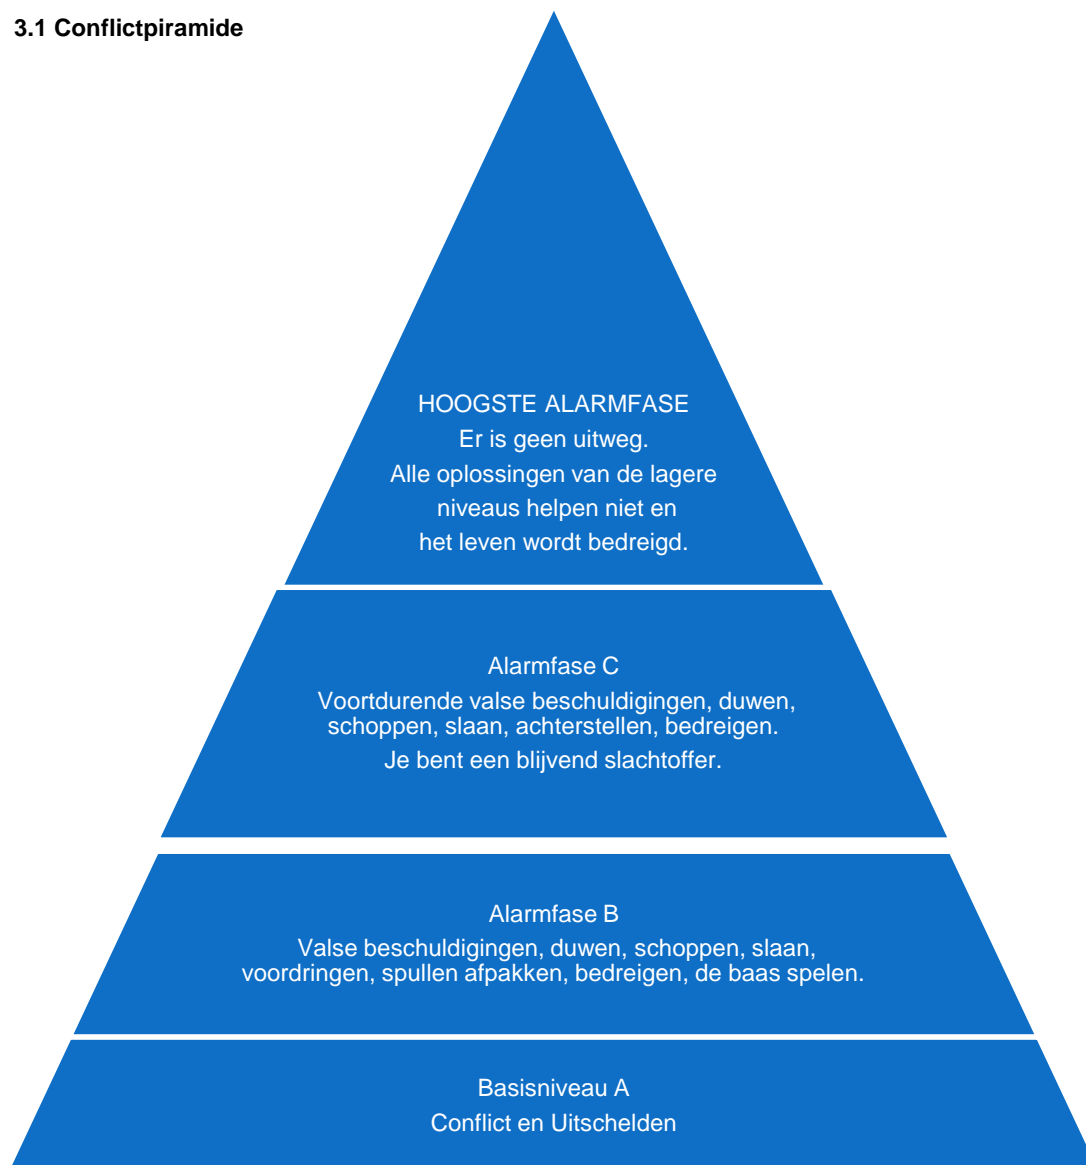 3.1 Conflictpiramide
HOOGSTE ALARMFASE
Er is geen uitweg.
Alle oplossingen van de lagere
niveaus helpen niet en
het leven wordt bedreigd.
Alarmfase C
Voortdurende valse beschuldigingen, duwen,
schoppen, slaan, achterstellen, bedreigen.
Je bent een blijvend slachtoffer.
Alarmfase B
Valse beschuldigingen, duwen, schoppen, slaan,
voordringen, spullen afpakken, bedreigen, de baas spelen.
Basisniveau A
Conflict en Uitschelden